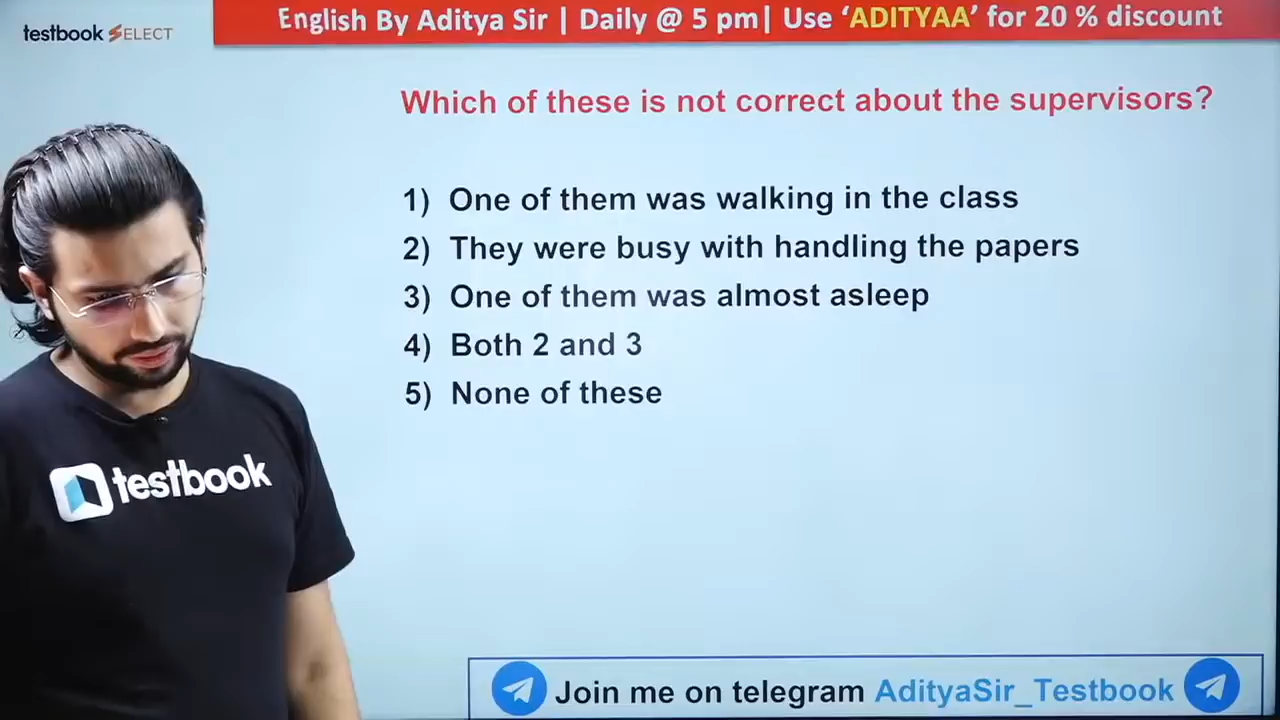 testbook SELECT
English By Aditya Sir | Daily @ 5 pm| Use ‘ADITYAA’ for 20 % discount
Which of these is not correct about the supervisors?
1) One of them was walking in the class
2) They were busy with handling the papers
3) One of them was almost asleep
4) Both 2 and 3
5) None of these
testbook
Join me on telegram AdityaSir_Testbook